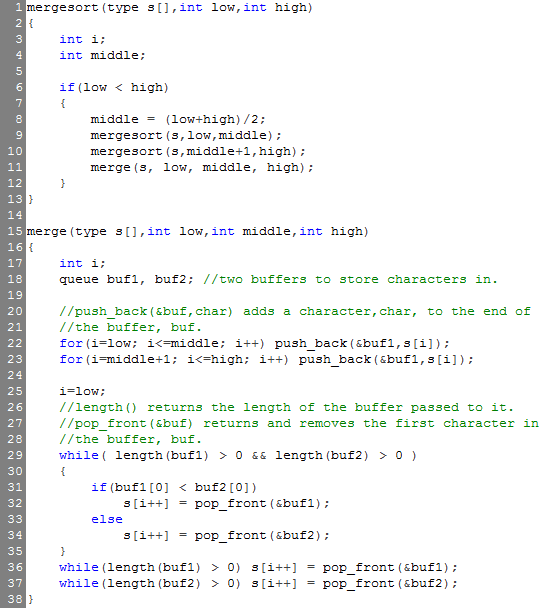 1 mergesort(type s[],int low,int high)
2 {
3     int i;
4     int middle;
5
6     if(low < high)
7     {
8         middle = (low+high)/2;
9         mergesort(s,low,middle);
10         mergesort(s,middle+1,high);
11         merge(s, low, middle, high);
12     }
13 }
14
15 merge(type s[],int low,int middle,int high)
16 {
17     int i;
18     queue buf1, buf2; //two buffers to store characters in.
19
20     //push_back(&buf,char) adds a character,char, to the end of
21     //the buffer, buf.
22     for(i=low; i<=middle; i++) push_back(&buf1,s[i]);
23     for(i=middle+1; i<=high; i++) push_back(&buf1,s[i]);
24
25     i=low;
26     //length() returns the length of the buffer passed to it.
27     //pop_front(&buf) returns and removes the first character in
28     //the buffer, buf.
29     while( length(buf1) > 0 && length(buf2) > 0 )
30     {
31         if(buf1[0] < buf2[0])
32             s[i++] = pop_front(&buf1);
33         else
34             s[i++] = pop_front(&buf2);
35     }
36     while(length(buf1) > 0) s[i++] = pop_front(&buf1);
37     while(length(buf2) > 0) s[i++] = pop_front(&buf2);
38 }